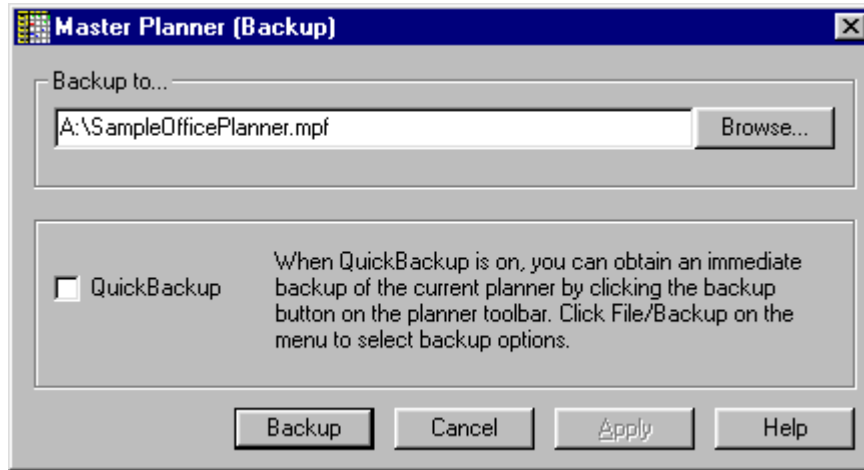 Master Planner (Backup)
Backup to...
A:\SampleOfficePlanner.mpf
Browse...
QuickBackup
When QuickBackup is on, you can obtain an immediate
backup of the current planner by clicking the backup
button on the planner toolbar. Click File/Backup on the
menu to select backup options.
Backup
Cancel
Apply
Help